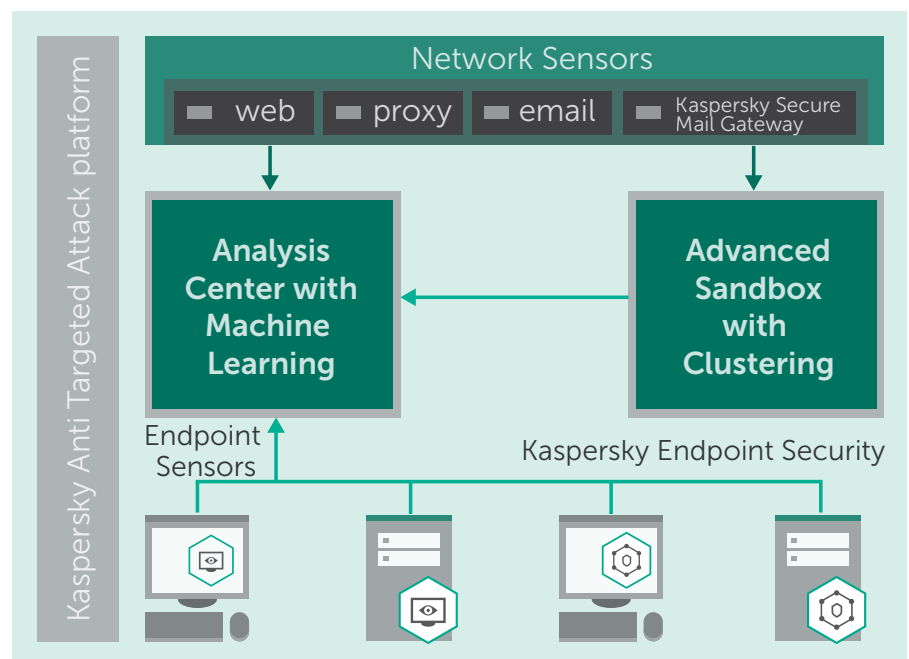 Kaspersky Anti Targeted Attack platform
Network Sensors
web
proxy
email
Kaspersky Secure
Mail Gateway
Analysis
Center with
Machine
Learning
Advanced
Sandbox
with
Clustering
Endpoint
Sensors
Kaspersky Endpoint Security